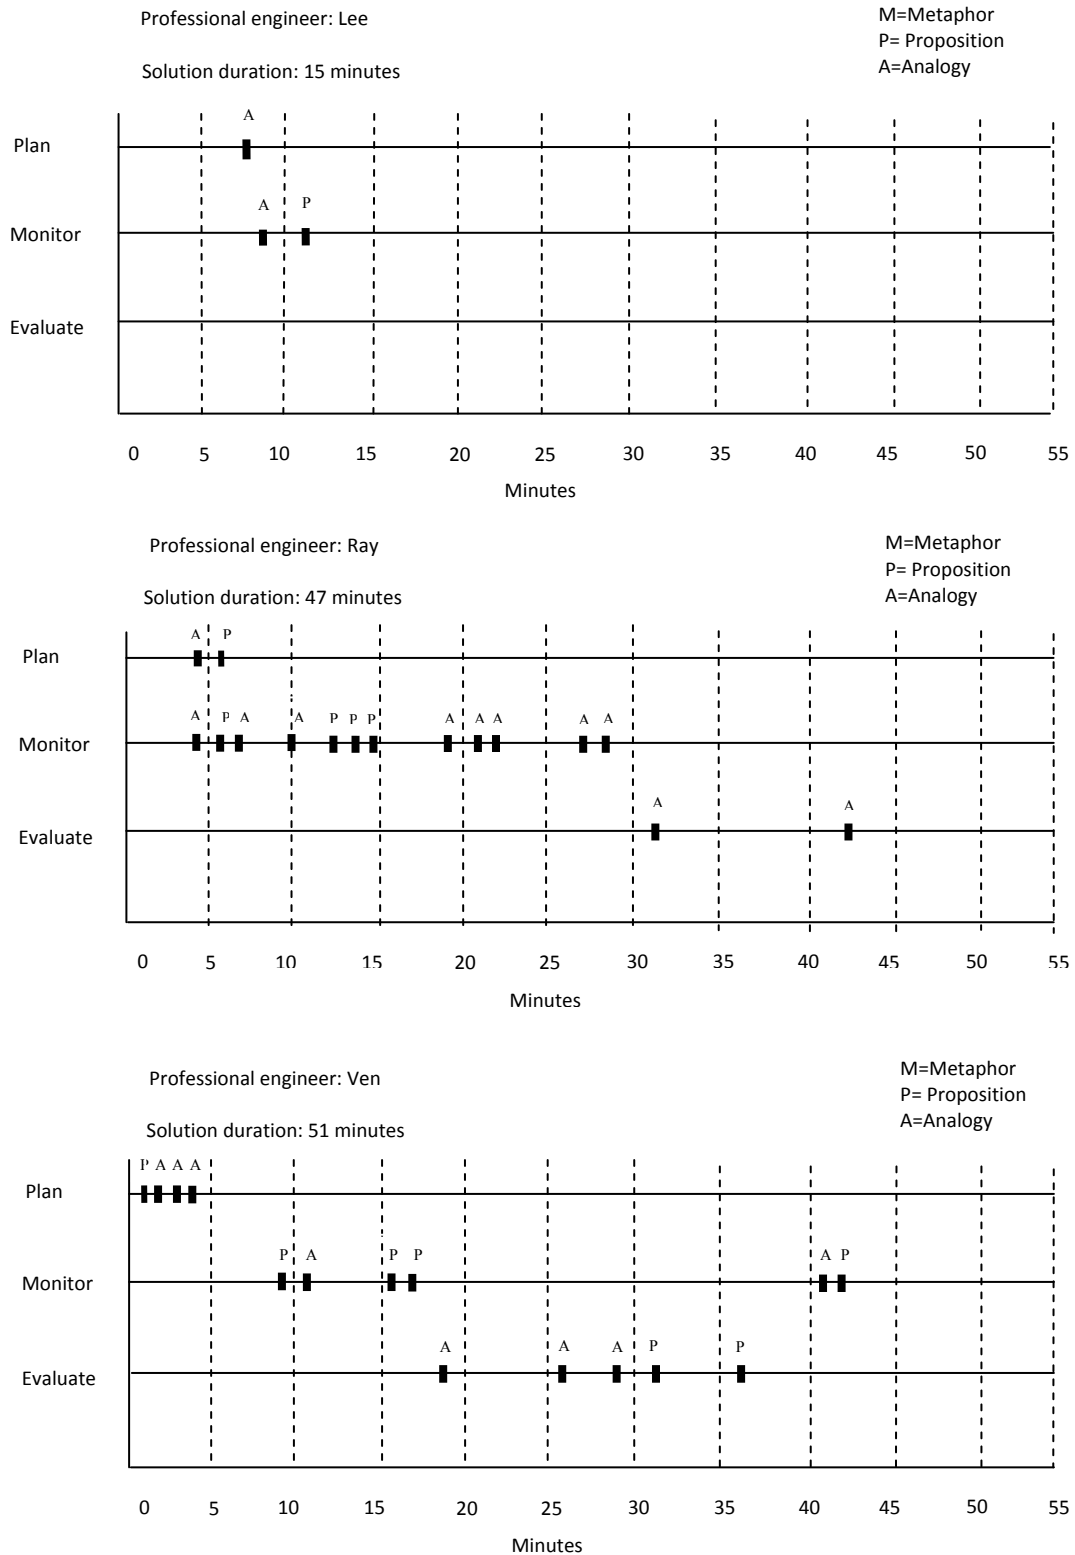 Professional engineer: Lee
M=Metaphor
P= Proposition
A=Analogy
Solution duration: 15 minutes
A
Plan
A P
Monitor
Evaluate
0 5 10 15 20 25 30 35 40 45 50 55
Minutes
Professional engineer: Ray
M=Metaphor
P= Proposition
A=Analogy
Solution duration: 47 minutes
A P
Plan
A P A A P P P A A A A A
Monitor
A A
Evaluate
0 5 10 15 20 25 30 35 40 45 50 55
Minutes
Professional engineer: Ven
M=Metaphor
P= Proposition
A=Analogy
Solution duration: 51 minutes
P A A A
Plan
P A P P A P
Monitor
A A A P P
Evaluate
0 5 10 15 20 25 30 35 40 45 50 55
Minutes